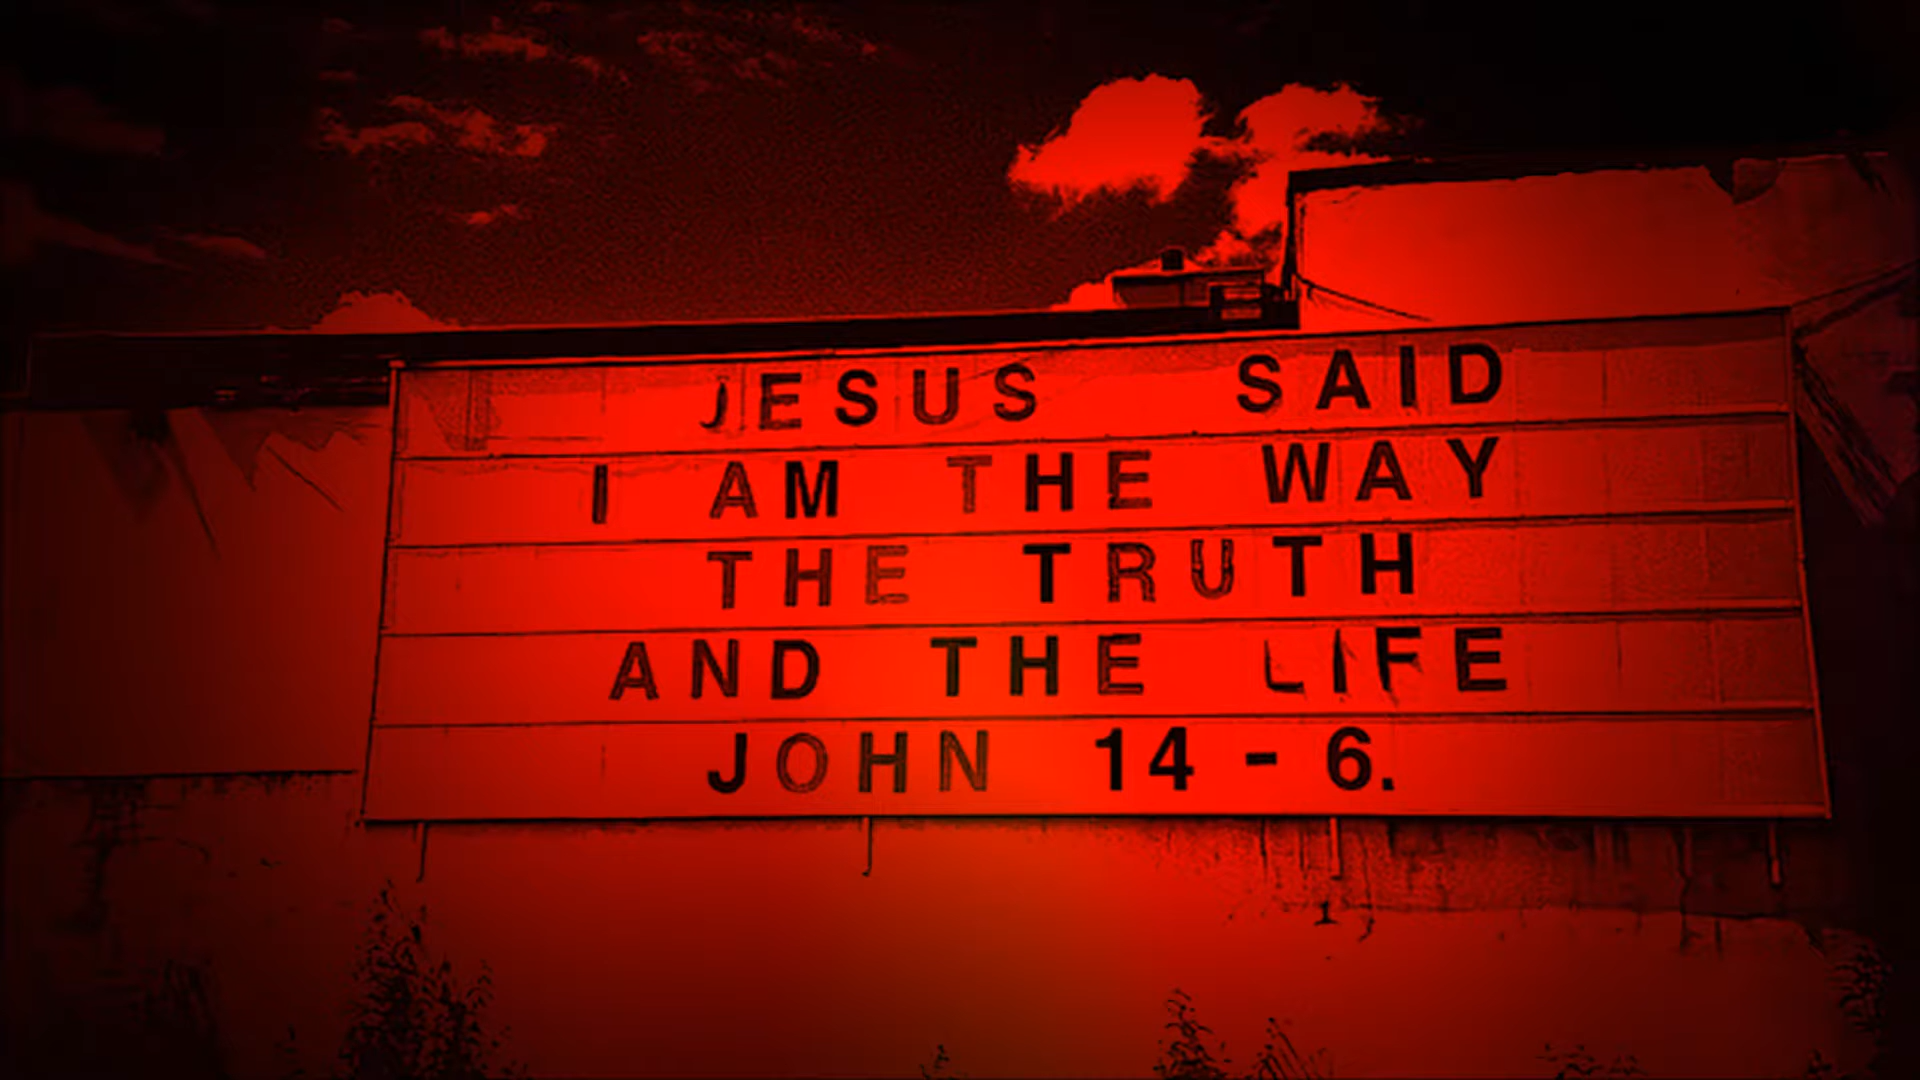 JESUS SAID
I AM THE WAY
THE TRUTH
AND THE LIFE
JOHN 14 - 6.